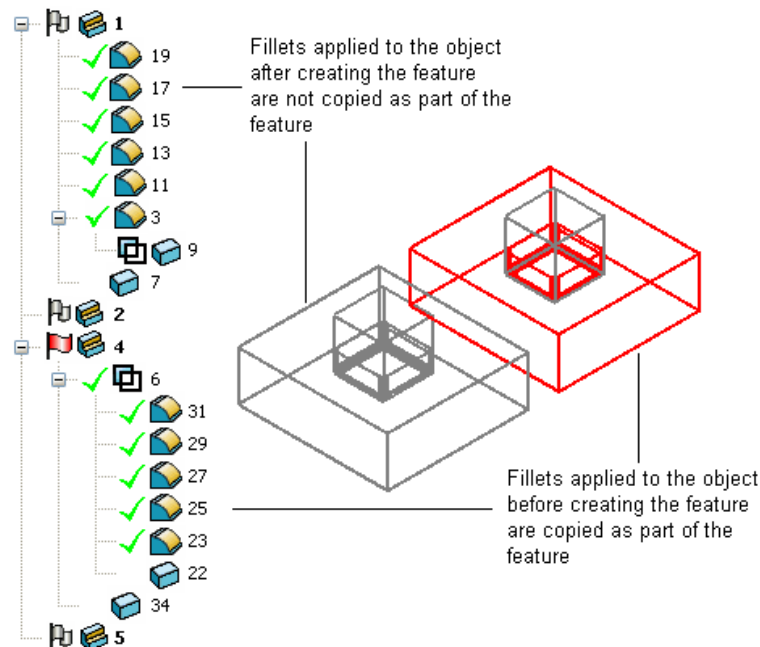 1
19
Fillets applied to the object
after creating the feature
are not copied as part of the
feature
17
15
13
11
3
9
7
2
4
6
31
29
27
25
23
22
34
5
Fillets applied to the object
before creating the feature
are copied as part of the
feature